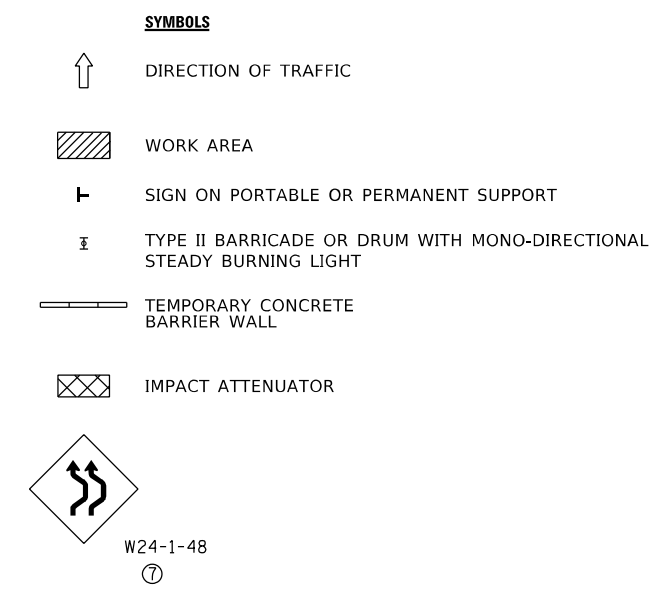 SYMBOLS
DIRECTION OF TRAFFIC
WORK AREA
SIGN ON PORTABLE OR PERMANENT SUPPORT
TYPE II BARRICADE OR DRUM WITH MONO-DIRECTIONAL
STEADY BURNING LIGHT
TEMPORARY CONCRETE
BARRIER WALL
IMPACT ATTENUATOR
W24-1-48
7